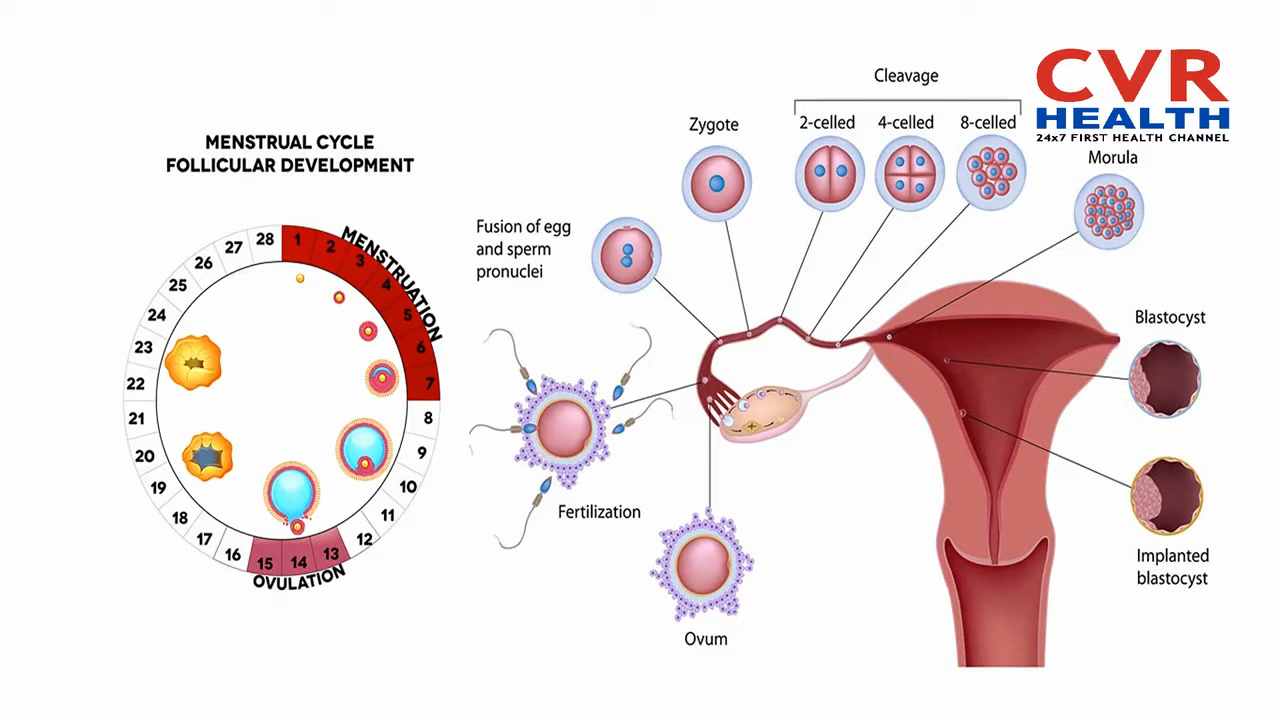 CVR
HEALTH
24x7 FIRST HEALTH CHANNEL
MENSTRUAL CYCLE
FOLLICULAR DEVELOPMENT
MENSTRUATION
1
2
3
4
5
6
7
8
9
10
11
12
13
14
15
16
17
18
19
20
21
22
23
24
25
26
27
28
OVULATION
Fusion of egg
and sperm
pronuclei
Zygote
Cleavage
2-celled
4-celled
8-celled
Morula
Blastocyst
Implanted
blastocyst
Fertilization
Ovum